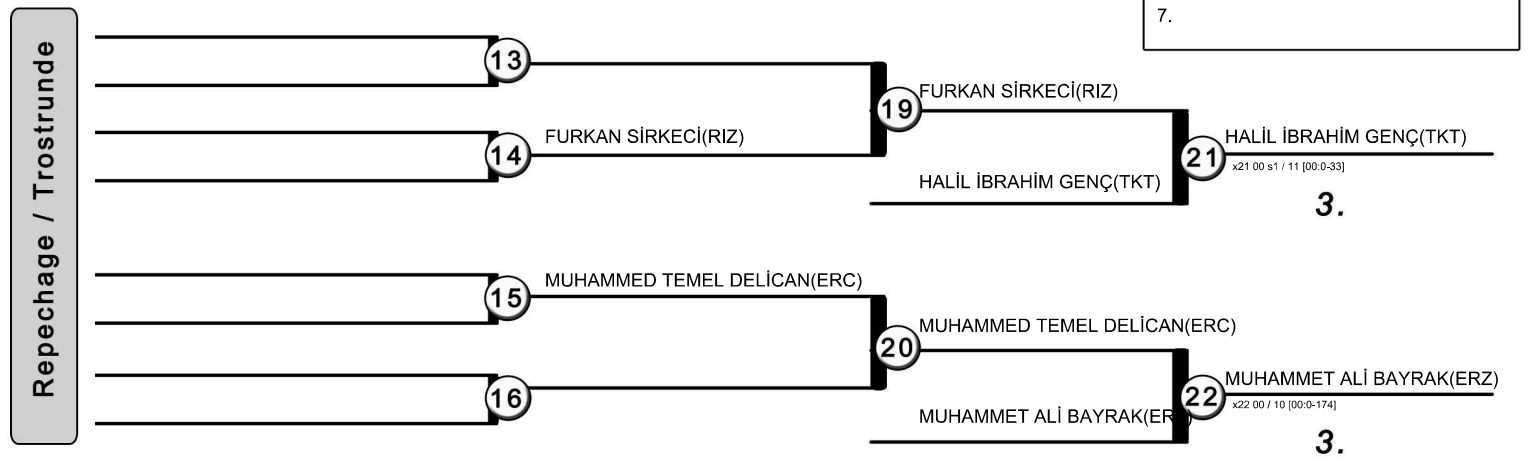 7.
Repechage / Trostrunde
13
FURKAN SİRKECİ(RIZ)
19
14
FURKAN SİRKECİ(RIZ)
HALİL İBRAHİM GENÇ(TKT)
21
x21 00 s1 / 11 [00:0-33]
HALİL İBRAHİM GENÇ(TKT)
3.
MUHAMMED TEMEL DELİCAN(ERC)
15
MUHAMMED TEMEL DELİCAN(ERC)
20
MUHAMMET ALİ BAYRAK(ERZ)
22
x22 00 / 10 [00:0-174]
16
MUHAMMET ALİ BAYRAK(ER
3.